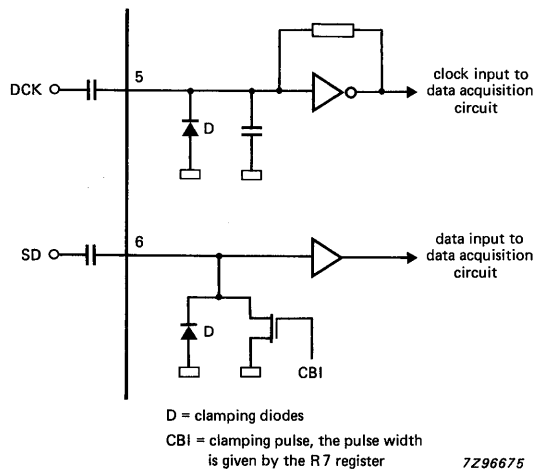 DCK
5
D
clock input to
data acquisition
circuit
SD
6
D
CBI
data input to
data acquisition
circuit
D = clamping diodes
CBI = clamping pulse, the pulse width
is given by the R7 register
7Z96675